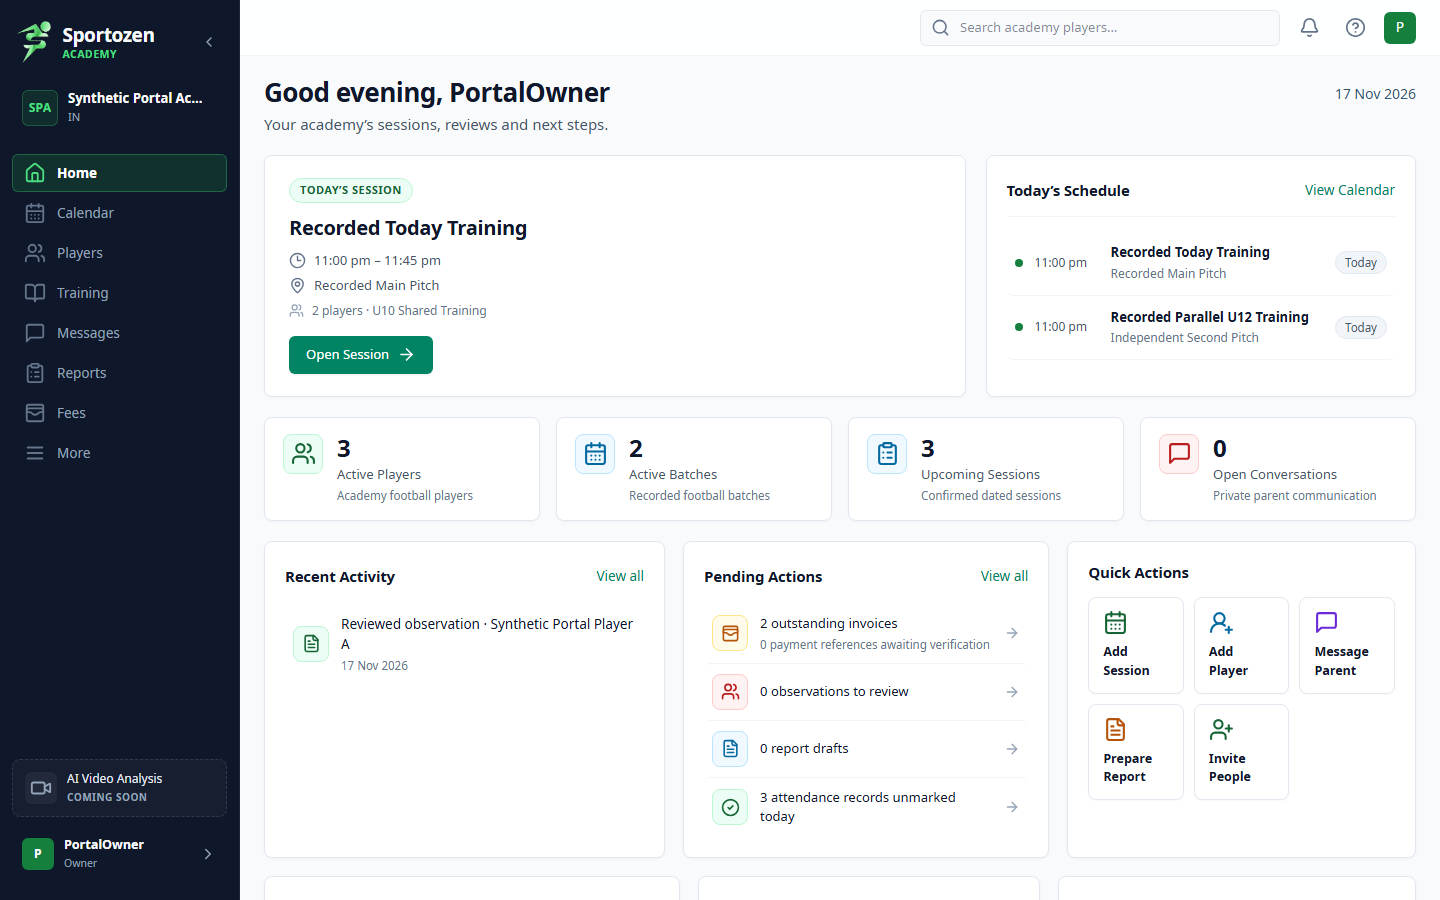 Sportozen
ACADEMY
SPA
Synthetic Portal Ac...
IN
Home
Calendar
Players
Training
Messages
Reports
Fees
More
AI Video Analysis
COMING SOON
P
PortalOwner
Owner
Search academy players...
P
Good evening, PortalOwner
17 Nov 2026
Your academy’s sessions, reviews and next steps.
TODAY’S SESSION
Recorded Today Training
11:00 pm – 11:45 pm
Recorded Main Pitch
2 players · U10 Shared Training
Open Session
Today’s Schedule
View Calendar
11:00 pm
Recorded Today Training
Recorded Main Pitch
Today
11:00 pm
Recorded Parallel U12 Training
Independent Second Pitch
Today
3
Active Players
Academy football players
2
Active Batches
Recorded football batches
3
Upcoming Sessions
Confirmed dated sessions
0
Open Conversations
Private parent communication
Recent Activity
View all
Reviewed observation · Synthetic Portal Player
A
17 Nov 2026
Pending Actions
View all
2 outstanding invoices
0 payment references awaiting verification
0 observations to review
0 report drafts
3 attendance records unmarked
today
Quick Actions
Add
Session
Add
Player
Message
Parent
Prepare
Report
Invite
People